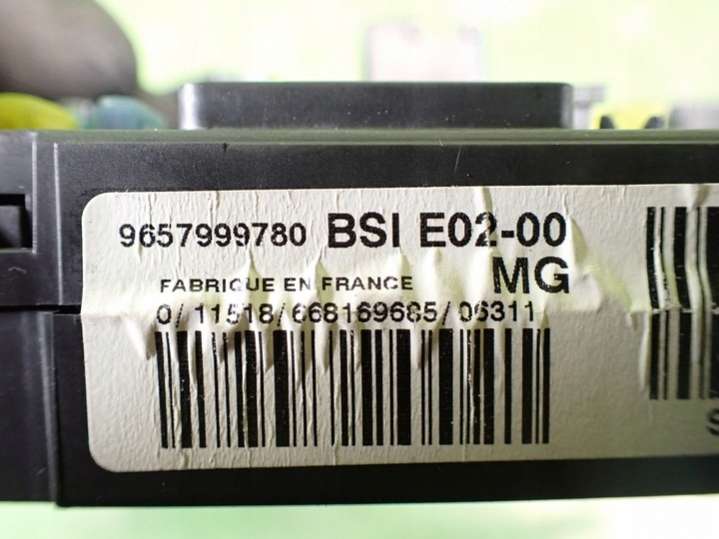 9657999780 BSI E02-00
MG
FABRIQUE EN FRANCE
0/11518/668169685/06311
S